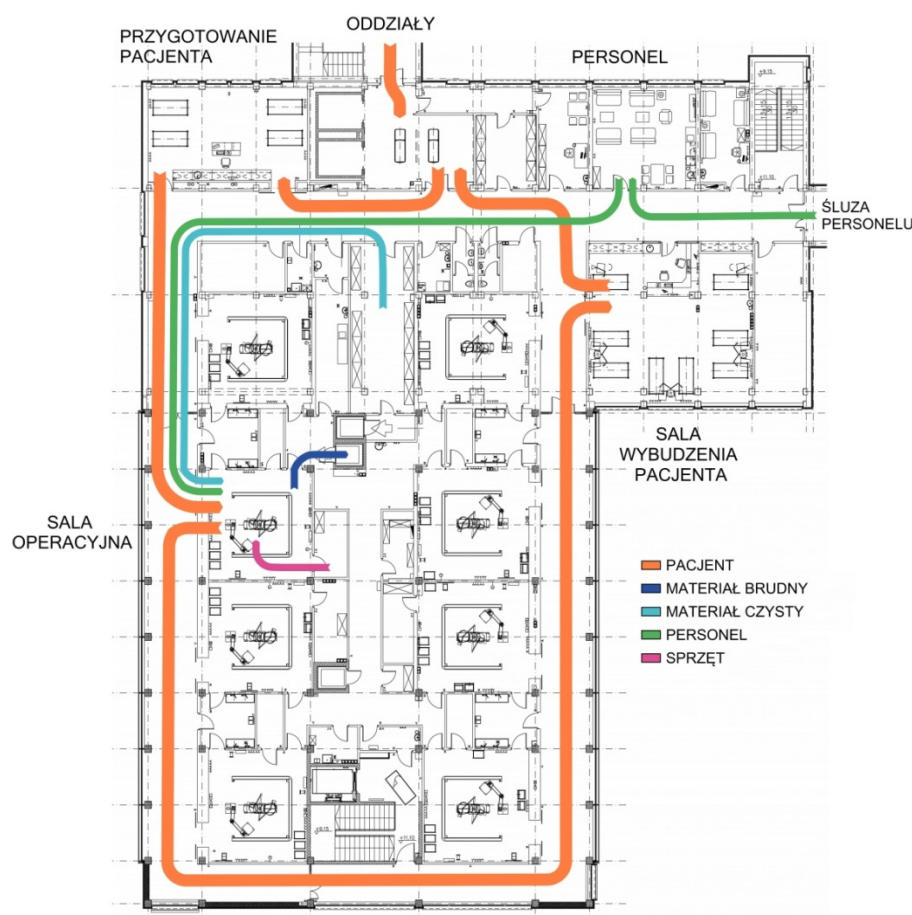 ODDZIAŁY
PRZYGOTOWANIE
PACJENTA
PERSONEL
ŚLUZA
PERSONELU
SALA
WYBUDZENIA
PACJENTA
SALA
OPERACYJNA
PACJENT
MATERIAŁ BRUDNY
MATERIAŁ CZYSTY
PERSONEL
SPRZĘT